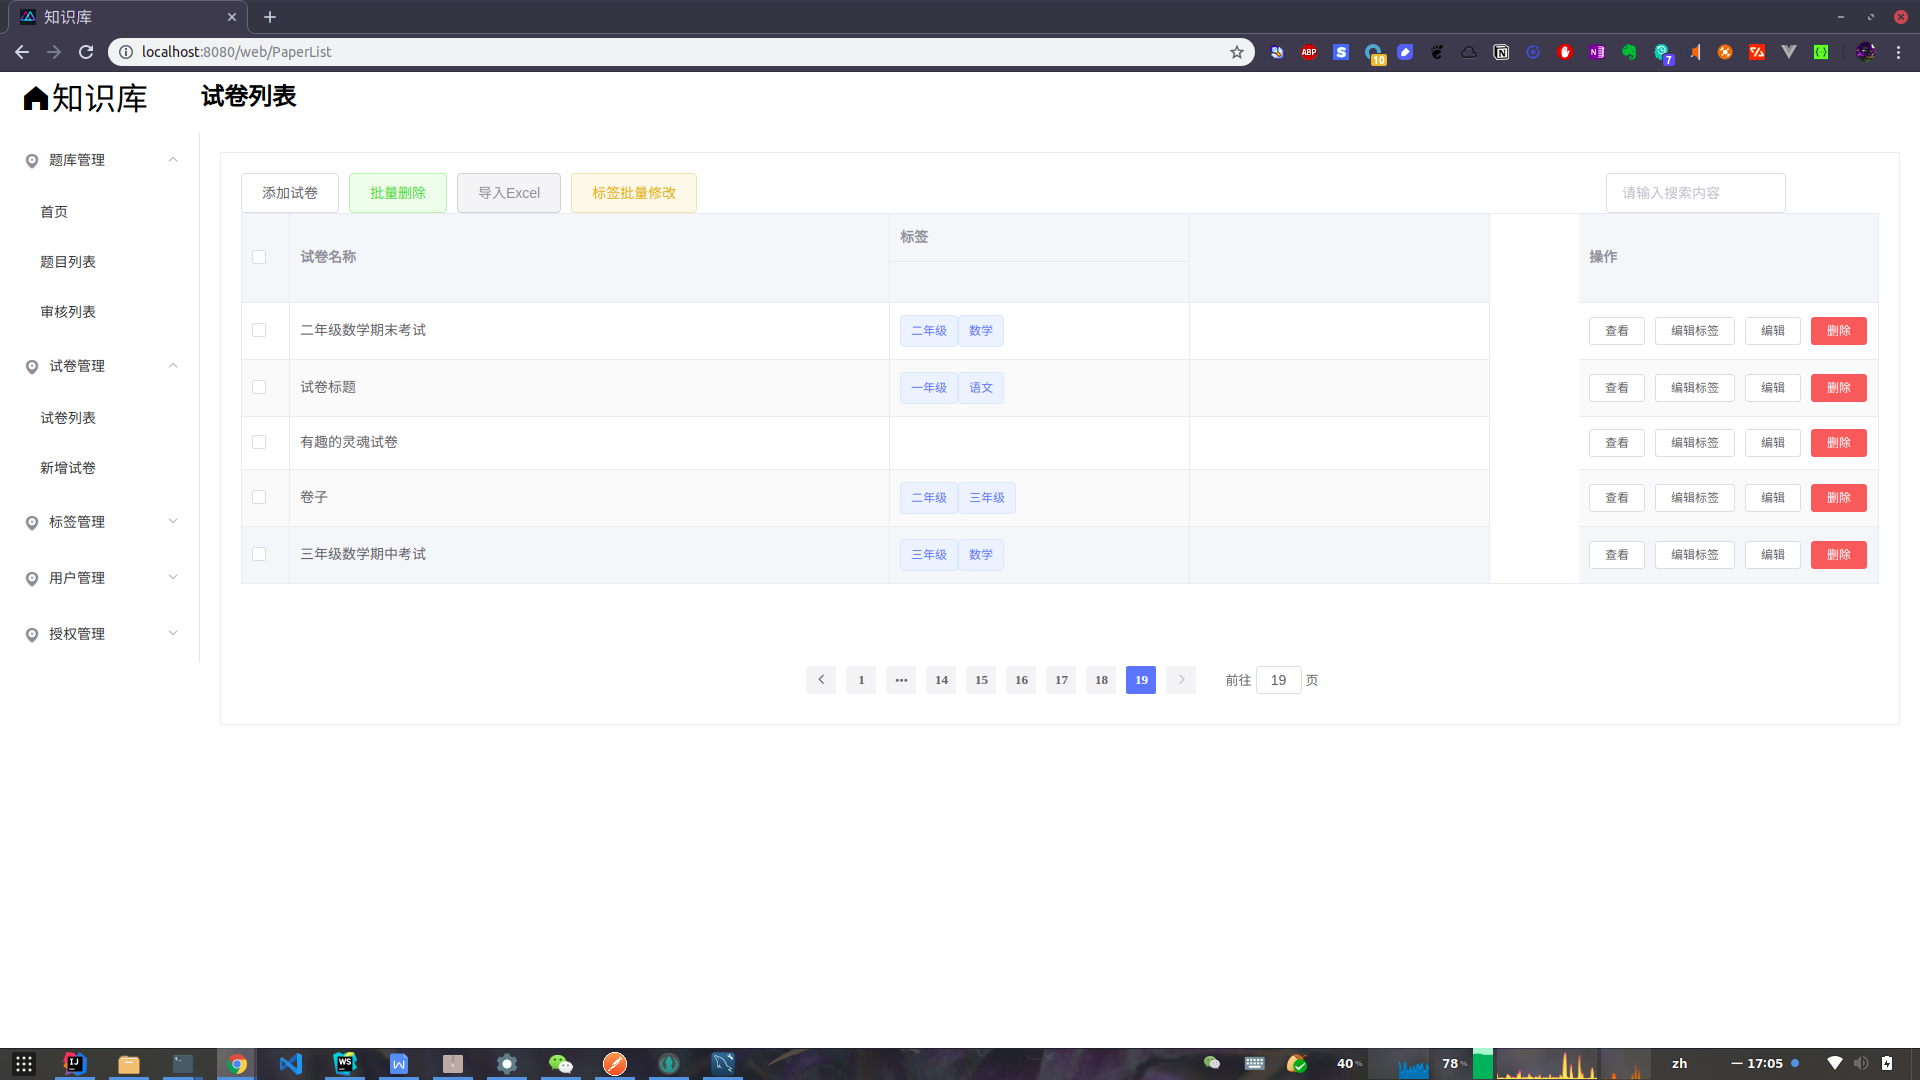 知识库
localhost:8080/web/PaperList
ABP
S
10
N
N
7
知识库
试卷列表
题库管理
首页
题目列表
审核列表
试卷管理
试卷列表
新增试卷
标签管理
用户管理
授权管理
添加试卷 批量删除 导入Excel 标签批量修改 请输入搜索内容
试卷名称 标签 操作
二年级数学期末考试 二年级 数学 查看 编辑标签 编辑 删除
试卷标题 一年级 语文 查看 编辑标签 编辑 删除
有趣的灵魂试卷 查看 编辑标签 编辑 删除
卷子 二年级 三年级 查看 编辑标签 编辑 删除
三年级数学期中考试 三年级 数学 查看 编辑标签 编辑 删除
1 ••• 14 15 16 17 18 19 前往 19 页
IJ WS W 40% 78% zh 一 17:05